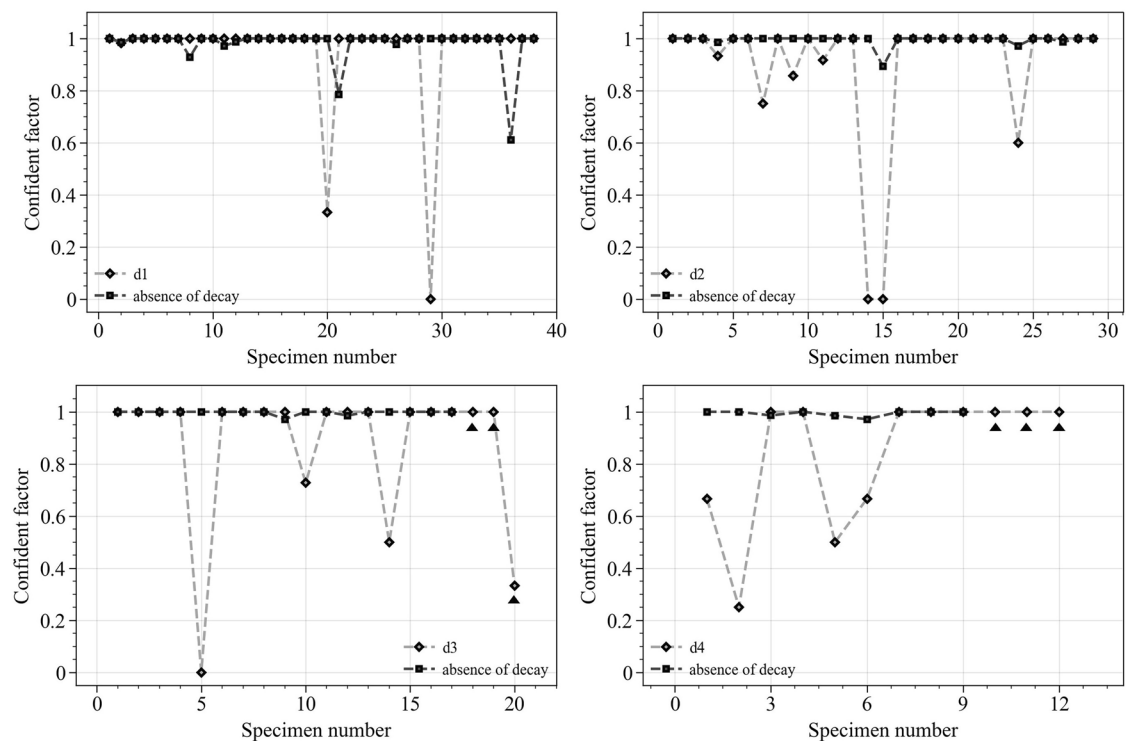 Confident factor
1
0.8
0.6
0.4
0.2
0
d1
absence of decay
0 10 20 30 40
Specimen number
Confident factor
1
0.8
0.6
0.4
0.2
0
d2
absence of decay
0 5 10 15 20 25 30
Specimen number
Confident factor
1
0.8
0.6
0.4
0.2
0
d3
absence of decay
0 5 10 15 20
Specimen number
Confident factor
1
0.8
0.6
0.4
0.2
0
d4
absence of decay
0 3 6 9 12
Specimen number